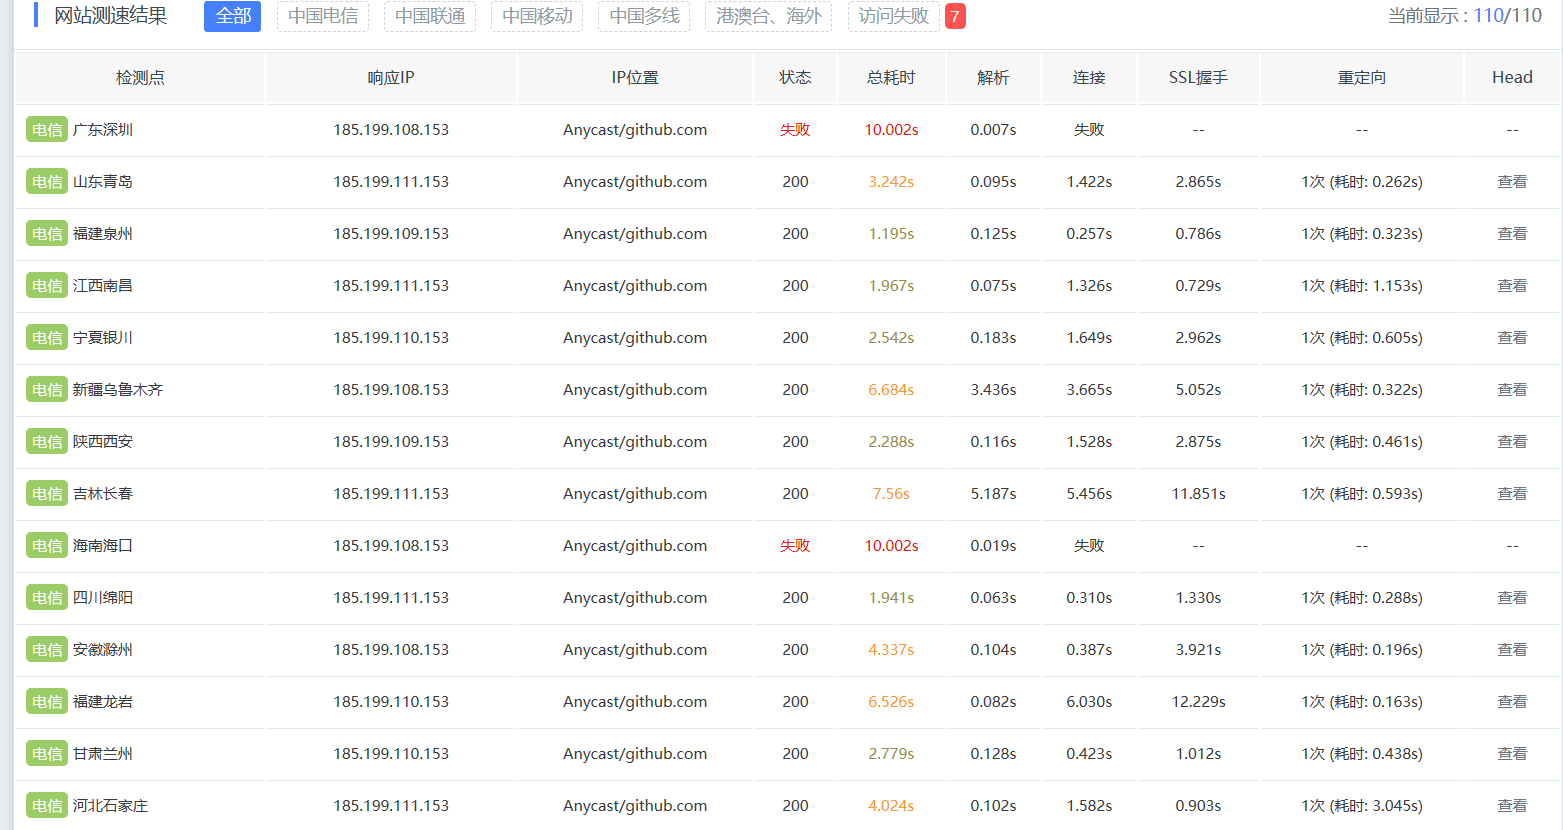 网站测速结果 全部 中国电信 中国联通 中国移动 中国多线 港澳台、海外 访问失败 7 当前显示 : 110/110
检测点 响应IP IP位置 状态 总耗时 解析 连接 SSL握手 重定向 Head
电信 广东深圳 185.199.108.153 Anycast/github.com 失败 10.002s 0.007s 失败 -- -- --
电信 山东青岛 185.199.111.153 Anycast/github.com 200 3.242s 0.095s 1.422s 2.865s 1次 (耗时: 0.262s) 查看
电信 福建泉州 185.199.109.153 Anycast/github.com 200 1.195s 0.125s 0.257s 0.786s 1次 (耗时: 0.323s) 查看
电信 江西南昌 185.199.111.153 Anycast/github.com 200 1.967s 0.075s 1.326s 0.729s 1次 (耗时: 1.153s) 查看
电信 宁夏银川 185.199.110.153 Anycast/github.com 200 2.542s 0.183s 1.649s 2.962s 1次 (耗时: 0.605s) 查看
电信 新疆乌鲁木齐 185.199.108.153 Anycast/github.com 200 6.684s 3.436s 3.665s 5.052s 1次 (耗时: 0.322s) 查看
电信 陕西西安 185.199.109.153 Anycast/github.com 200 2.288s 0.116s 1.528s 2.875s 1次 (耗时: 0.461s) 查看
电信 吉林长春 185.199.111.153 Anycast/github.com 200 7.56s 5.187s 5.456s 11.851s 1次 (耗时: 0.593s) 查看
电信 海南海口 185.199.108.153 Anycast/github.com 失败 10.002s 0.019s 失败 -- -- --
电信 四川绵阳 185.199.111.153 Anycast/github.com 200 1.941s 0.063s 0.310s 1.330s 1次 (耗时: 0.288s) 查看
电信 安徽滁州 185.199.108.153 Anycast/github.com 200 4.337s 0.104s 0.387s 3.921s 1次 (耗时: 0.196s) 查看
电信 福建龙岩 185.199.110.153 Anycast/github.com 200 6.526s 0.082s 6.030s 12.229s 1次 (耗时: 0.163s) 查看
电信 甘肃兰州 185.199.110.153 Anycast/github.com 200 2.779s 0.128s 0.423s 1.012s 1次 (耗时: 0.438s) 查看
电信 河北石家庄 185.199.111.153 Anycast/github.com 200 4.024s 0.102s 1.582s 0.903s 1次 (耗时: 3.045s) 查看